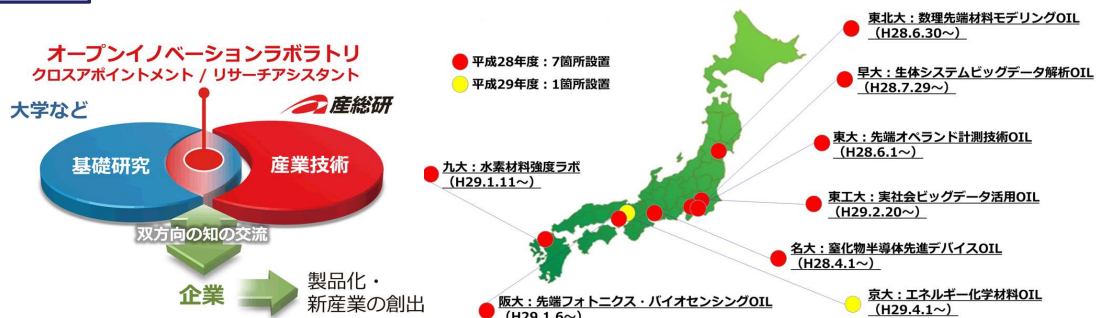 オープンイノベーションラボラトリ
クロスアポイントメント / リサーチアシスタント
大学など
産総研
基礎研究
産業技術
双方向の知の交流
企業
製品化・
新産業の創出
平成28年度：7箇所設置
平成29年度：1箇所設置
東北大：数理先端材料モデリングOIL
（H28.6.30～）
早大：生体システムビッグデータ解析OIL
（H28.7.29～）
東大：先端オペランド計測技術OIL
（H28.6.1～）
九大：水素材料強度ラボ
（H29.1.11～）
東工大：実社会ビッグデータ活用OIL
（H29.2.20～）
名大：窒化物半導体先進デバイスOIL
（H28.4.1～）
阪大：先端フォトニクス・バイオセンシングOIL
（H29.1.6～）
京大：エネルギー化学材料OIL
（H29.4.1～）